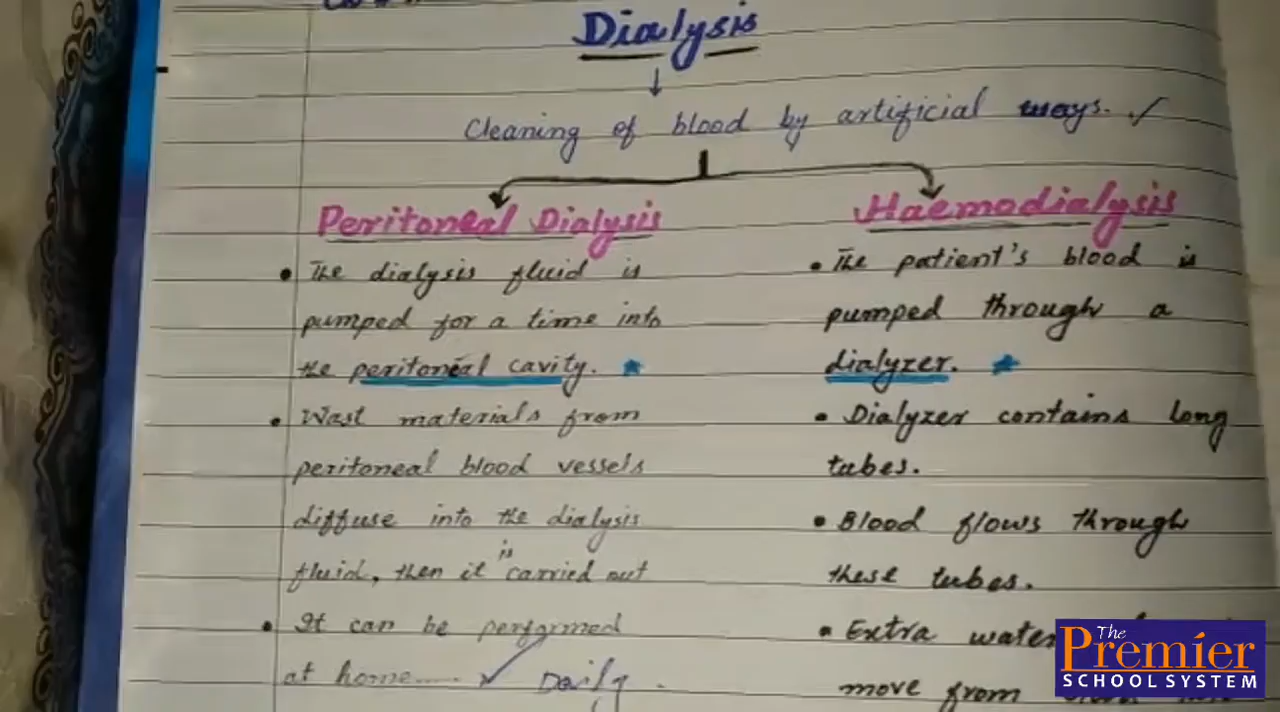 Dialysis
Cleaning of blood by artificial ways.
Peritoneal Dialysis
• The dialysis fluid is
pumped for a time into
the peritoneal cavity.
• Wast materials from
peritoneal blood vessels
diffuse into the dialysis
fluid, then it is carried out
• It can be performed
at home..... Daily.
Haemodialysis
• The patient's blood is
pumped through a
dialyzer.
• Dialyzer contains long
tubes.
• Blood flows through
these tubes.
• Extra water
move from
The
Premier
SCHOOL SYSTEM